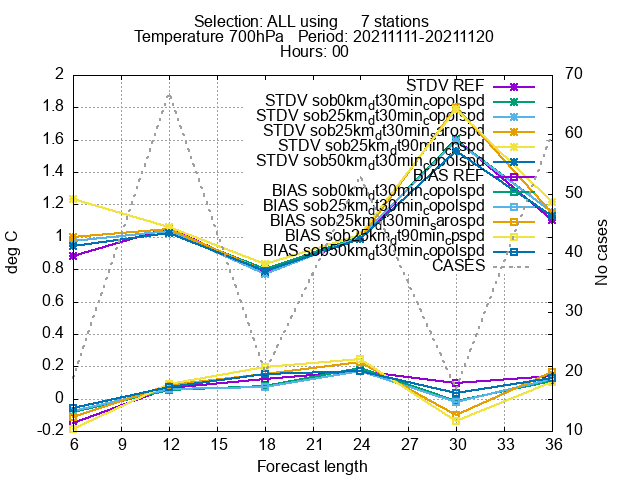 Selection: ALL using 7 stations
Temperature 700hPa Period: 20211111-20211120
Hours: 00
STDV REF
STDV sob0km_dt30min_copolspd
STDV sob25km_dt30min_copolspd
STDV sob25km_dt30min_sarospd
STDV sob25km_dt90min_cpspd
STDV sob50km_dt30min_copolspd
BIAS REF
BIAS sob0km_dt30min_copolspd
BIAS sob25km_dt30min_copolspd
BIAS sob25km_dt30min_sarospd
BIAS sob25km_dt90min_cpspd
BIAS sob50km_dt30min_copolspd
CASES
deg C
2
1.8
1.6
1.4
1.2
1
0.8
0.6
0.4
0.2
0
-0.2
No cases
70
60
50
40
30
20
10
6 9 12 15 18 21 24 27 30 33 36
Forecast length